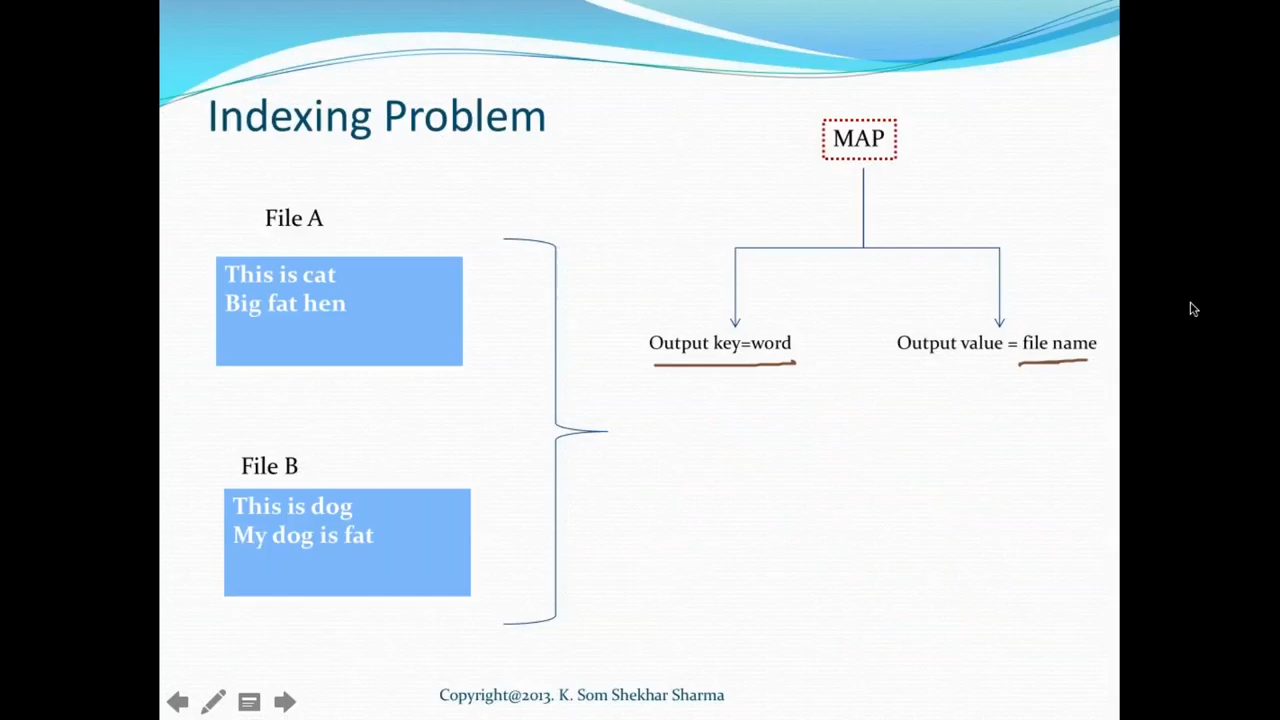 Indexing Problem
MAP
File A
This is cat
Big fat hen
Output key=word
Output value = file name
File B
This is dog
My dog is fat
Copyright@2013. K. Som Shekhar Sharma